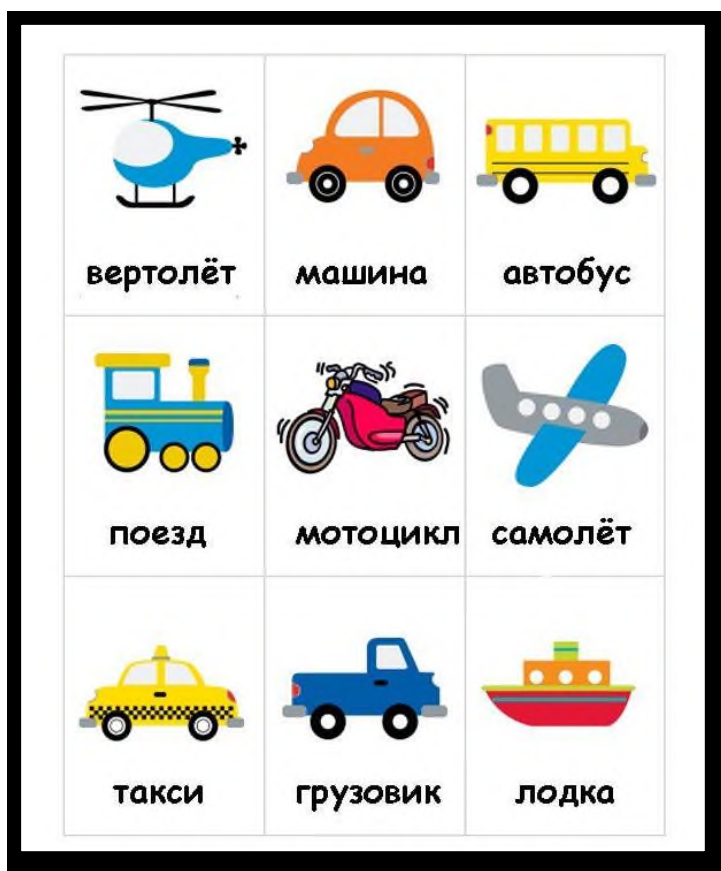 вертолёт
машина
автобус
поезд
мотоцикл
самолёт
такси
грузовик
лодка